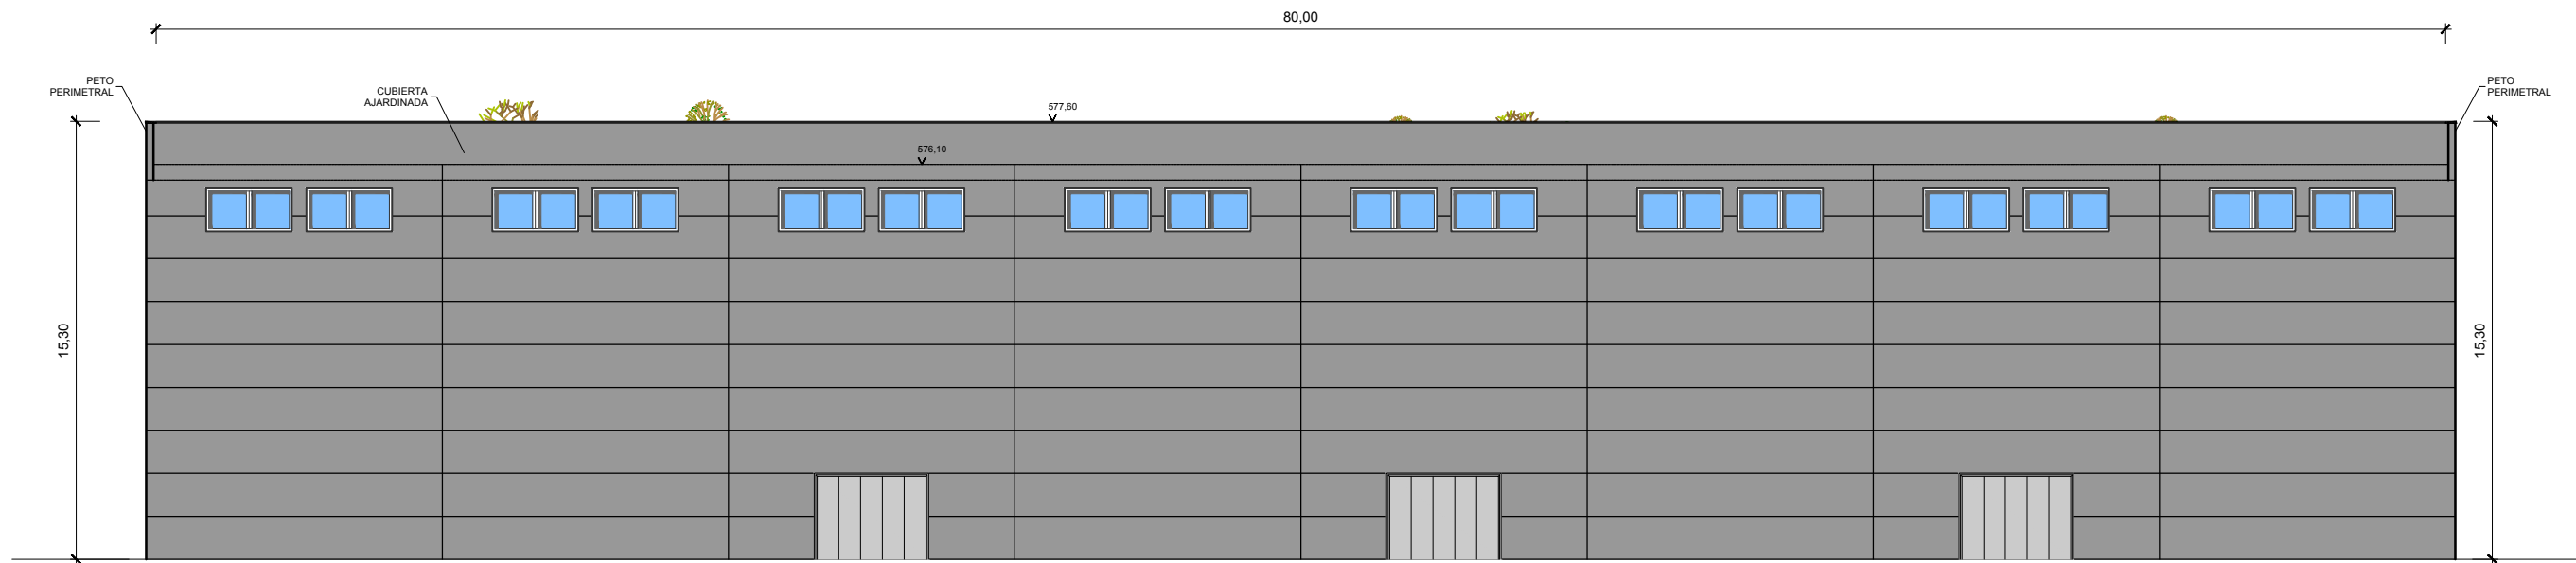 80,00
PETO
PERIMETRAL
CUBIERTA
AJARDINADA
577,60
PETO
PERIMETRAL
576,10
15,30
15,30